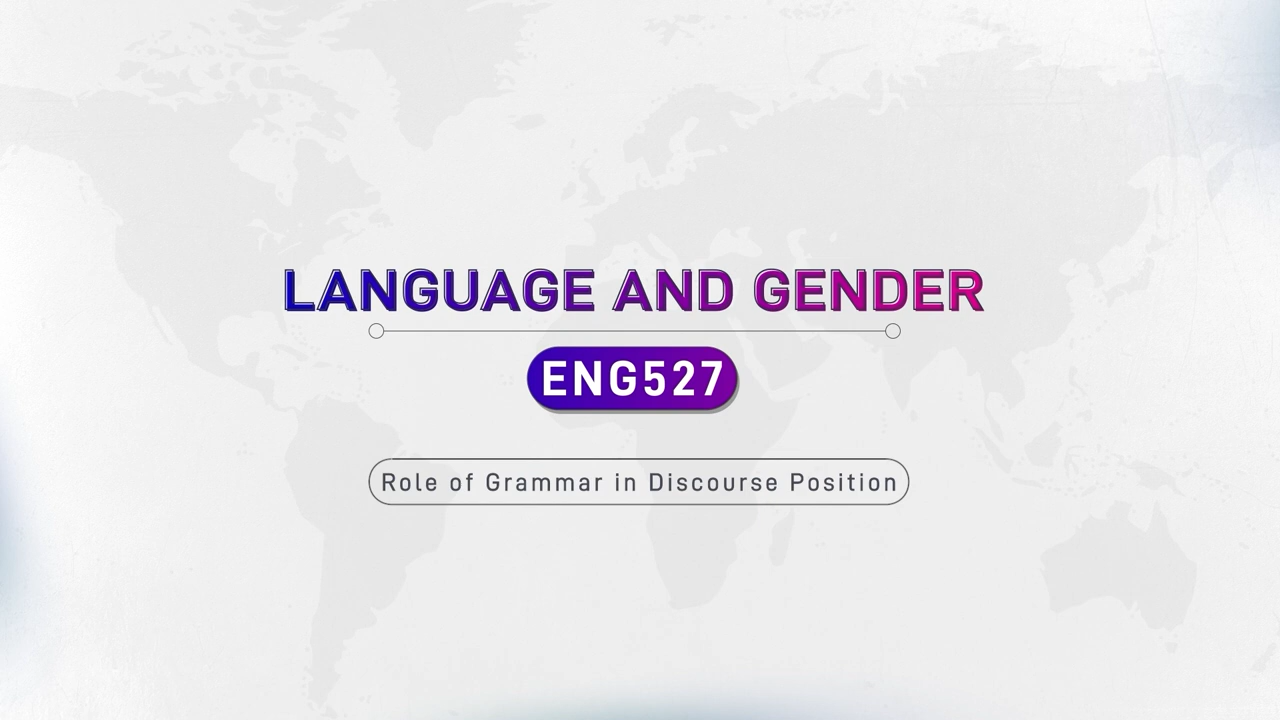 LANGUAGE AND GENDER
ENG527
Role of Grammar in Discourse Position